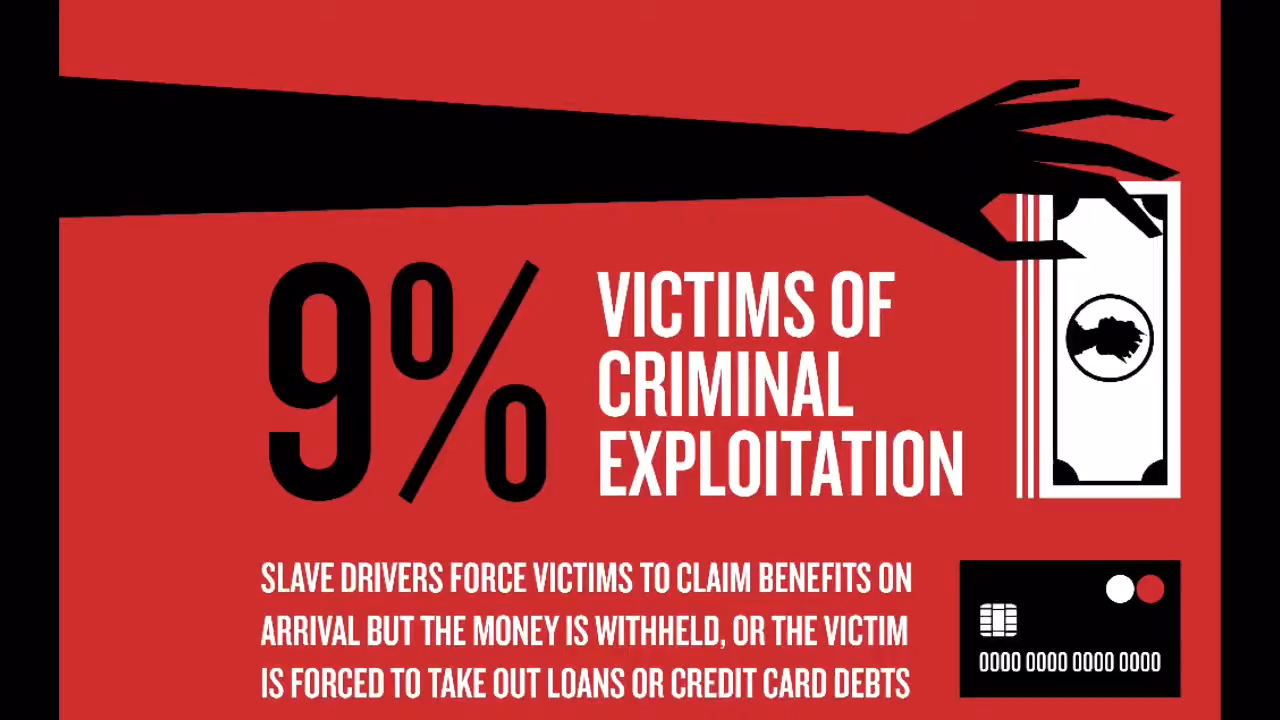 9%
VICTIMS OF
CRIMINAL
EXPLOITATION
SLAVE DRIVERS FORCE VICTIMS TO CLAIM BENEFITS ON
ARRIVAL BUT THE MONEY IS WITHHELD, OR THE VICTIM
IS FORCED TO TAKE OUT LOANS OR CREDIT CARD DEBTS
0000 0000 0000 0000